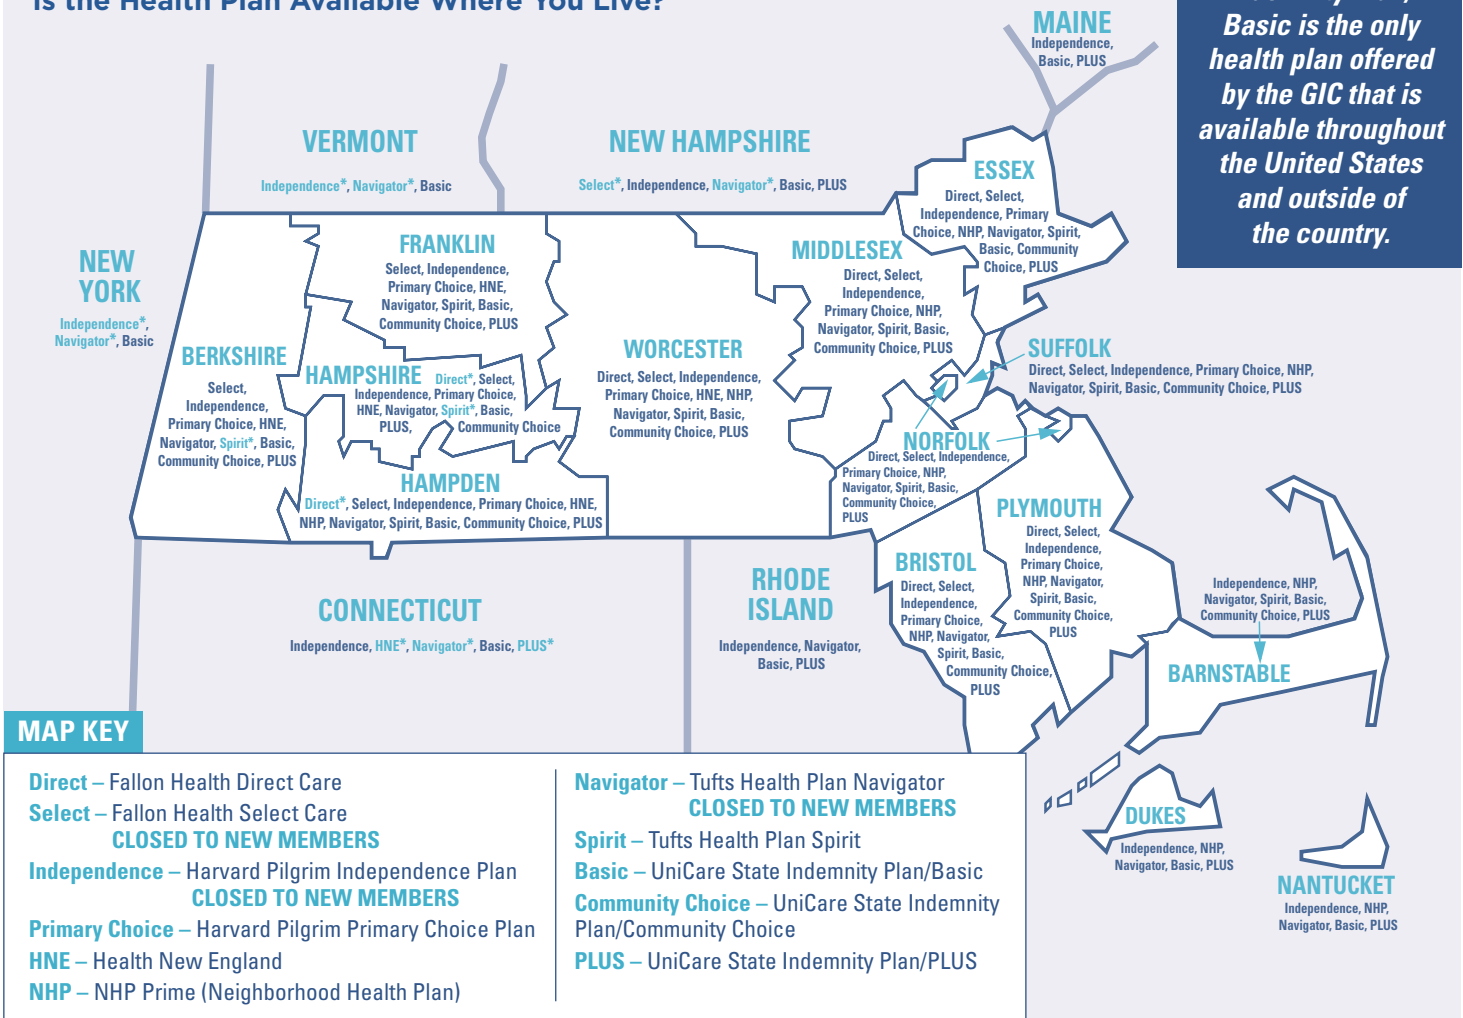 Is the Health Plan Available Where You Live?
Basic is the only
health plan offered
by the GIC that is
available throughout
the United States
and outside of
the country.
MAINE
Independence,
Basic, PLUS
VERMONT
Independence*, Navigator*, Basic
NEW HAMPSHIRE
Select*, Independence, Navigator*, Basic, PLUS
ESSEX
Direct, Select,
Independence, Primary
Choice, NHP, Navigator, Spirit,
Basic, Community
Choice, PLUS
NEW
YORK
Independence*,
Navigator*, Basic
FRANKLIN
Select, Independence,
Primary Choice, HNE,
Navigator, Spirit, Basic,
Community Choice, PLUS
MIDDLESEX
Direct, Select,
Independence,
Primary Choice, NHP,
Navigator, Spirit, Basic,
Community Choice, PLUS
BERKSHIRE
Select,
Independence,
Primary Choice, HNE,
Navigator, Spirit*, Basic,
Community Choice, PLUS
HAMPSHIRE Direct*, Select,
Independence, Primary Choice,
HNE, Navigator, Spirit*, Basic,
PLUS, Community Choice
WORCESTER
Direct, Select, Independence,
Primary Choice, HNE, NHP,
Navigator, Spirit, Basic,
Community Choice, PLUS
SUFFOLK
Direct, Select, Independence, Primary Choice, NHP,
Navigator, Spirit, Basic, Community Choice, PLUS
NORFOLK
Direct, Select, Independence,
Primary Choice, NHP,
Navigator, Spirit, Basic,
Community Choice,
PLUS
HAMPDEN
Direct*, Select, Independence, Primary Choice, HNE,
NHP, Navigator, Spirit, Basic, Community Choice, PLUS
PLYMOUTH
Direct, Select,
Independence,
Primary Choice,
NHP, Navigator,
Spirit, Basic,
Community Choice,
PLUS
BRISTOL
Direct, Select,
Independence,
Primary Choice,
NHP, Navigator,
Spirit, Basic,
Community Choice,
PLUS
CONNECTICUT
Independence, HNE*, Navigator*, Basic, PLUS*
RHODE
ISLAND
Independence, Navigator,
Basic, PLUS
Independence, NHP,
Navigator, Spirit, Basic,
Community Choice, PLUS
BARNSTABLE
DUKES
Independence, NHP,
Navigator, Basic, PLUS
NANTUCKET
Independence, NHP,
Navigator, Basic, PLUS
MAP KEY
Direct – Fallon Health Direct Care
Select – Fallon Health Select Care
CLOSED TO NEW MEMBERS
Independence – Harvard Pilgrim Independence Plan
CLOSED TO NEW MEMBERS
Primary Choice – Harvard Pilgrim Primary Choice Plan
HNE – Health New England
NHP – NHP Prime (Neighborhood Health Plan)
Navigator – Tufts Health Plan Navigator
CLOSED TO NEW MEMBERS
Spirit – Tufts Health Plan Spirit
Basic – UniCare State Indemnity Plan/Basic
Community Choice – UniCare State Indemnity
Plan/Community Choice
PLUS – UniCare State Indemnity Plan/PLUS